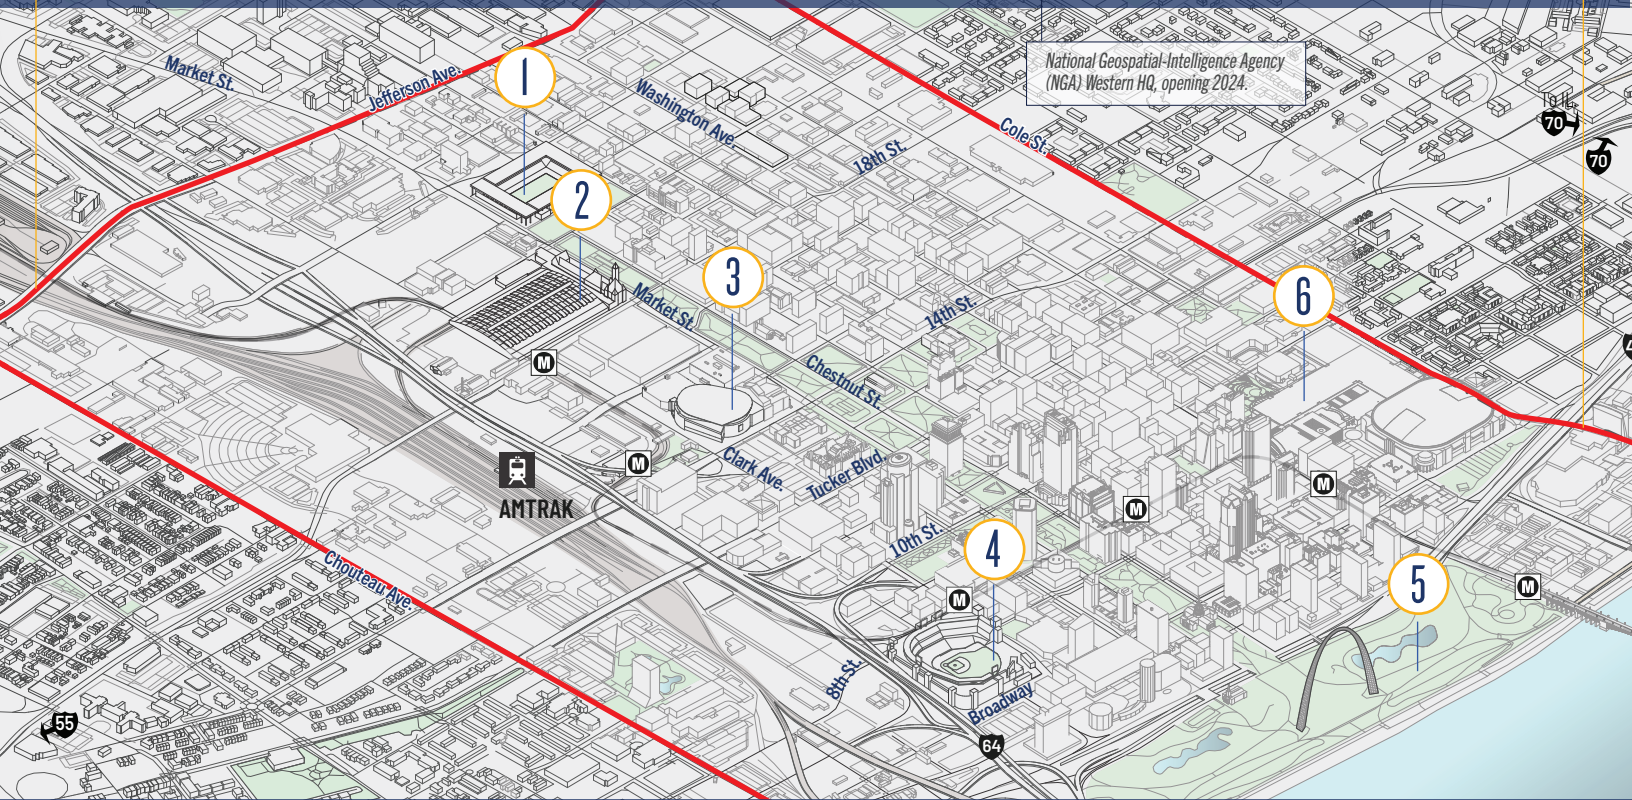 National Geospatial-Intelligence Agency
(NGA) Western HQ, opening 2024.
Market St.
Jefferson Ave.
1
Washington Ave.
18th St.
Cole St.
To IL
70
70
2
3
6
Market St.
14th St.
Chestnut St.
M
4
M
Clark Ave.
Tucker Blvd.
AMTRAK
M
M
10th St.
4
5
M
M
Chouteau Ave.
8th St.
Broadway
55
64